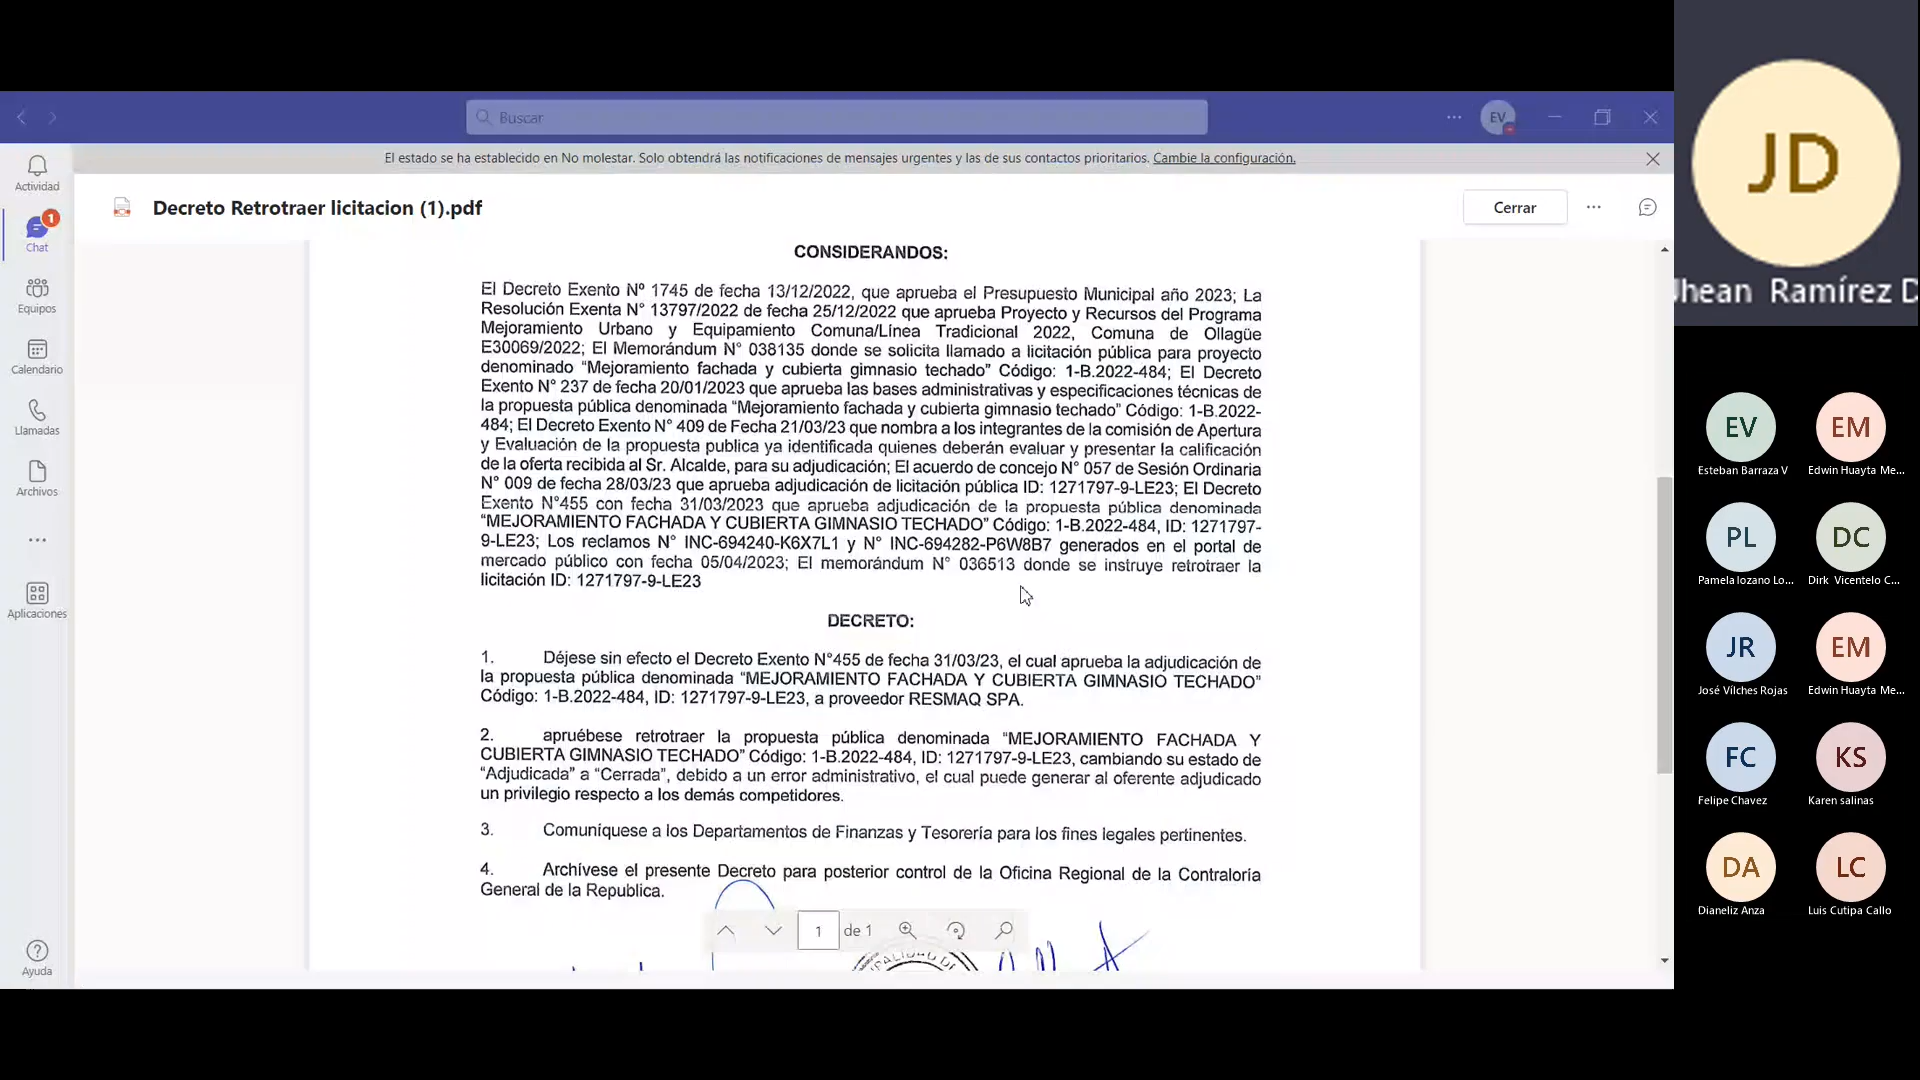 Buscar
EV
El estado se ha establecido en No molestar. Solo obtendrá las notificaciones de mensajes urgentes y las de sus contactos prioritarios. Cambie la configuración.
Actividad
1
Chat
Equipos
Calendario
Llamadas
Archivos
Aplicaciones
Ayuda
Decreto Retrotraer licitacion (1).pdf
Cerrar
CONSIDERANDOS:
El Decreto Exento Nº 1745 de fecha 13/12/2022, que aprueba el Presupuesto Municipal año 2023; La
Resolución Exenta N° 13797/2022 de fecha 25/12/2022 que aprueba Proyecto y Recursos del Programa
Mejoramiento Urbano y Equipamiento Comuna/Línea Tradicional 2022, Comuna de Ollagüe
E30069/2022; El Memorándum N° 038135 donde se solicita llamado a licitación pública para proyecto
denominado “Mejoramiento fachada y cubierta gimnasio techado” Código: 1-B.2022-484; El Decreto
Exento N° 237 de fecha 20/01/2023 que aprueba las bases administrativas y especificaciones técnicas de
la propuesta pública denominada “Mejoramiento fachada y cubierta gimnasio techado” Código: 1-B.2022-
484; El Decreto Exento N° 409 de Fecha 21/03/23 que nombra a los integrantes de la comisión de Apertura
y Evaluación de la propuesta publica ya identificada quienes deberán evaluar y presentar la calificación
de la oferta recibida al Sr. Alcalde, para su adjudicación; El acuerdo de concejo N° 057 de Sesión Ordinaria
N° 009 de fecha 28/03/23 que aprueba adjudicación de licitación pública ID: 1271797-9-LE23; El Decreto
Exento N°455 con fecha 31/03/2023 que aprueba adjudicación de la propuesta pública denominada
“MEJORAMIENTO FACHADA Y CUBIERTA GIMNASIO TECHADO” Código: 1-B.2022-484, ID: 1271797-
9-LE23; Los reclamos N° INC-694240-K6X7L1 y N° INC-694282-P6W8B7 generados en el portal de
mercado público con fecha 05/04/2023; El memorándum N° 036513 donde se instruye retrotraer la
licitación ID: 1271797-9-LE23
DECRETO:
1. Déjese sin efecto el Decreto Exento N°455 de fecha 31/03/23, el cual aprueba la adjudicación de
la propuesta pública denominada “MEJORAMIENTO FACHADA Y CUBIERTA GIMNASIO TECHADO”
Código: 1-B.2022-484, ID: 1271797-9-LE23, a proveedor RESMAQ SPA.
2. apruébese retrotraer la propuesta pública denominada “MEJORAMIENTO FACHADA Y
CUBIERTA GIMNASIO TECHADO” Código: 1-B.2022-484, ID: 1271797-9-LE23, cambiando su estado de
“Adjudicada” a “Cerrada”, debido a un error administrativo, el cual puede generar al oferente adjudicado
un privilegio respecto a los demás competidores.
3. Comuníquese a los Departamentos de Finanzas y Tesorería para los fines legales pertinentes.
4. Archívese el presente Decreto para posterior control de la Oficina Regional de la Contraloría
General de la Republica.
1 de 1
JD
Jhean Ramírez D
EV
Esteban Barraza V
EM
Edwin Huayta Me...
PL
Pamela lozano Lo...
DC
Dirk Vicentelo C...
JR
José Vílches Rojas
EM
Edwin Huayta Me...
FC
Felipe Chavez
KS
Karen salinas
DA
Dianeliz Anza
LC
Luis Cutipa Callo